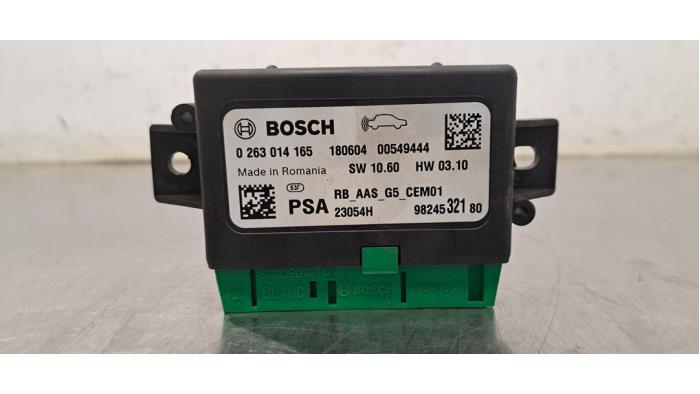 BOSCH
0 263 014 165 180604 00549444
Made in Romania SW 10.60 HW 03.10
53F RB_AAS_G5_CEM01
PSA 23054H 98245 321 80
BLANC BOSCH